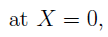 at X = 0,